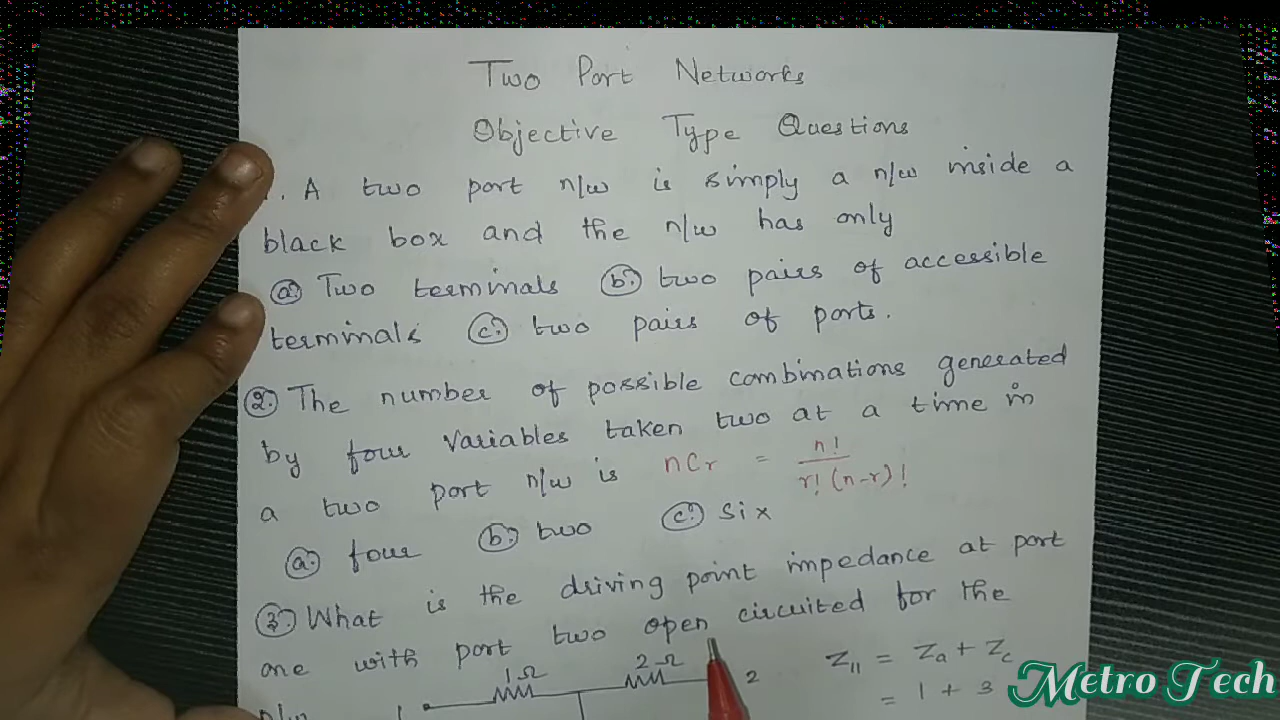 Two Port Networks
Objective Type Questions
1. A two port n/w is simply a n/w inside a
black box and the n/w has only
(a.) Two terminals (b.) two pairs of accessible
terminals (c.) two pairs of ports.
(2.) The number of possible combinations generated
by four variables taken two at a time in
a two port n/w is nCr = n!/r!(n-r)!
(a.) four (b.) two (c.) six
(3.) What is the driving point impedance at port
one with port two open circuited for the
n/w
1Ω 2Ω
1 2
Z11 = Za + Zc
= 1 + 3
Metro Tech